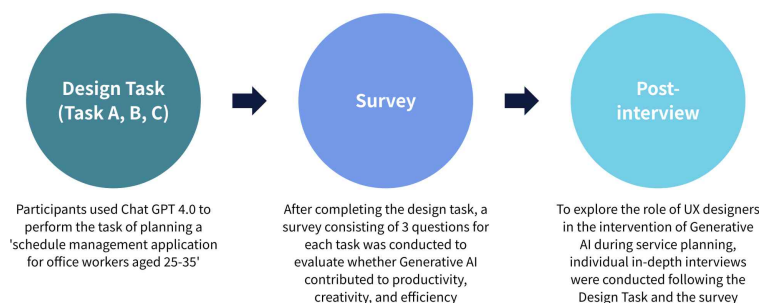 Design Task
(Task A, B, C)
Survey
Post-
interview
Participants used Chat GPT 4.0 to
perform the task of planning a
'schedule management application
for office workers aged 25-35'
After completing the design task, a
survey consisting of 3 questions for
each task was conducted to
evaluate whether Generative AI
contributed to productivity,
creativity, and efficiency
To explore the role of UX designers
in the intervention of Generative
AI during service planning,
individual in-depth interviews
were conducted following the
Design Task and the survey